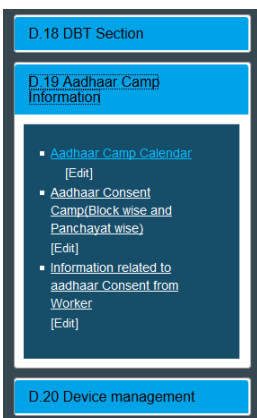 D.18 DBT Section
D.19 Aadhaar Camp
Information
Aadhaar Camp Calendar
[Edit]
Aadhaar Consent
Camp(Block wise and
Panchayat wise)
[Edit]
Information related to
aadhaar Consent from
Worker
[Edit]
D.20 Device management